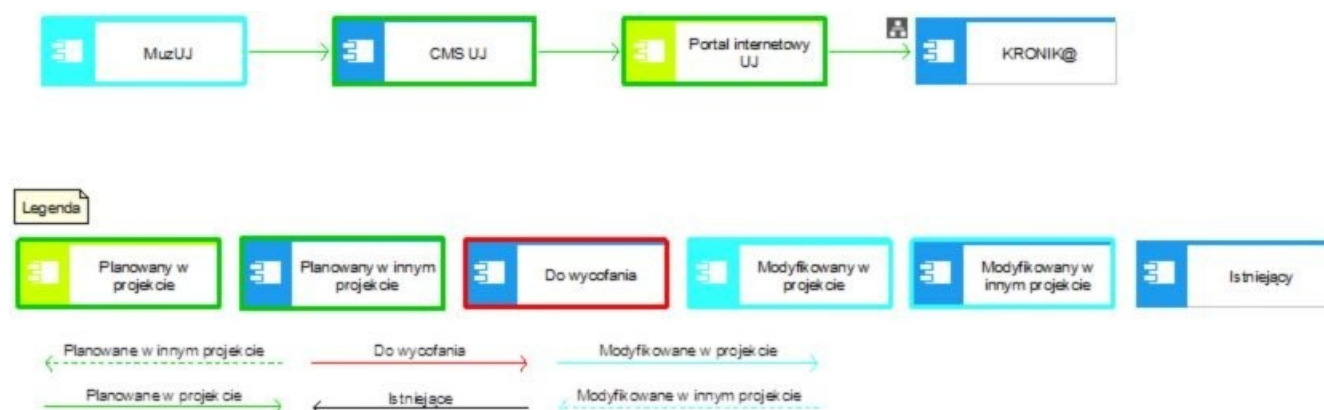 MuzUJ
CMS UJ
Portal internetowy
UJ
KRONIK@
Legenda
Planowany w
projekcie
Planowany w innym
projekcie
Do wycofania
Modyfikowany w
projekcie
Modyfikowany w
innym projekcie
Istniejący
Planowane w innym projekcie
Do wycofania
Modyfikowane w projekcie
Planowane w projekcie
Istniejące
Modyfikowane w innym projekcie